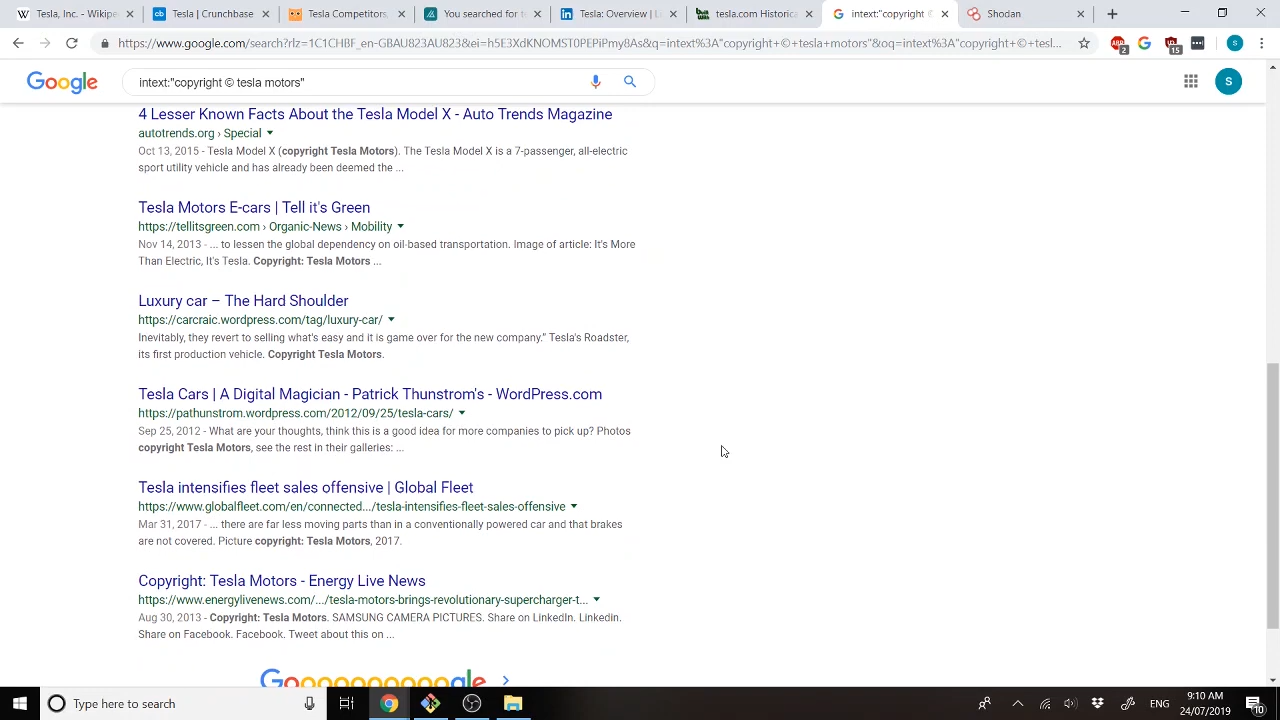 Tesla, Inc. - Wikipe
Tesla | Crunchbase
Tesla Competitors,
You searched for te
Tesla: Overview | Li
tesla.com Historica
intext:"copyright ©
Shodan
https://www.google.com/search?rlz=1C1CHBF_en-GBAU823AU823&ei=hE3XdKNOMST0PEPiPmy8As&q=intext%3A"copyright+©+tesla+motors"&oq=intext%3A"copyright+©+tesl...
2
15
S
Google
intext:"copyright © tesla motors"
S
4 Lesser Known Facts About the Tesla Model X - Auto Trends Magazine
autotrends.org › Special
Oct 13, 2015 - Tesla Model X (copyright Tesla Motors). The Tesla Model X is a 7-passenger, all-electric
sport utility vehicle and has already been deemed the ...
Tesla Motors E-cars | Tell it's Green
https://tellitsgreen.com › Organic-News › Mobility
Nov 14, 2013 - ... to lessen the global dependency on oil-based transportation. Image of article: It's More
Than Electric, It's Tesla. Copyright: Tesla Motors ...
Luxury car – The Hard Shoulder
https://carcraic.wordpress.com/tag/luxury-car/
Inevitably, they revert to selling what's easy and it is game over for the new company." Tesla's Roadster,
its first production vehicle. Copyright Tesla Motors.
Tesla Cars | A Digital Magician - Patrick Thunstrom's - WordPress.com
https://pathunstrom.wordpress.com/2012/09/25/tesla-cars/
Sep 25, 2012 - What are your thoughts, think this is a good idea for more companies to pick up? Photos
copyright Tesla Motors, see the rest in their galleries: ...
Tesla intensifies fleet sales offensive | Global Fleet
https://www.globalfleet.com/en/connected.../tesla-intensifies-fleet-sales-offensive
Mar 31, 2017 - ... there are far less moving parts than in a conventionally powered car and that brakes
are not covered. Picture copyright: Tesla Motors, 2017.
Copyright: Tesla Motors - Energy Live News
https://www.energylivenews.com/.../tesla-motors-brings-revolutionary-supercharger-t...
Aug 30, 2013 - Copyright: Tesla Motors. SAMSUNG CAMERA PICTURES. Share on LinkedIn. Linkedin.
Share on Facebook. Facebook. Tweet about this on ...
Goooooooooogle
Type here to search
ENG
9:10 AM
24/07/2019
10